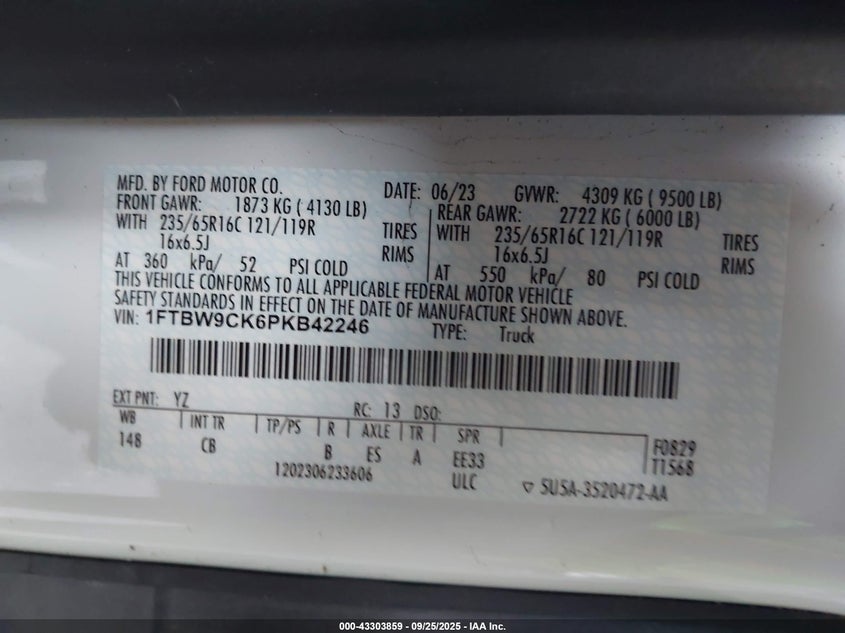 MFD. BY FORD MOTOR CO. DATE: 06/23 GVWR: 4309 KG ( 9500 LB)
FRONT GAWR: 1873 KG ( 4130 LB) REAR GAWR: 2722 KG ( 6000 LB)
WITH 235/65R16C 121/119R TIRES WITH 235/65R16C 121/119R TIRES
16x6.5J RIMS 16x6.5J RIMS
AT 360 kPa/ 52 PSI COLD AT 550 kPa/ 80 PSI COLD
THIS VEHICLE CONFORMS TO ALL APPLICABLE FEDERAL MOTOR VEHICLE
SAFETY STANDARDS IN EFFECT ON THE DATE OF MANUFACTURE SHOWN ABOVE.
VIN: 1FTBW9CK6PKB42246 TYPE: Truck
EXT PNT: YZ RC: 13 DSO:
WB INT TR TP/PS R AXLE TR SPR F0829
148 CB B ES A EE33 T1568
1202306233606 ULC ▽ SU5A-3520472-AA
000-43303859 - 09/25/2025 - IAA Inc.